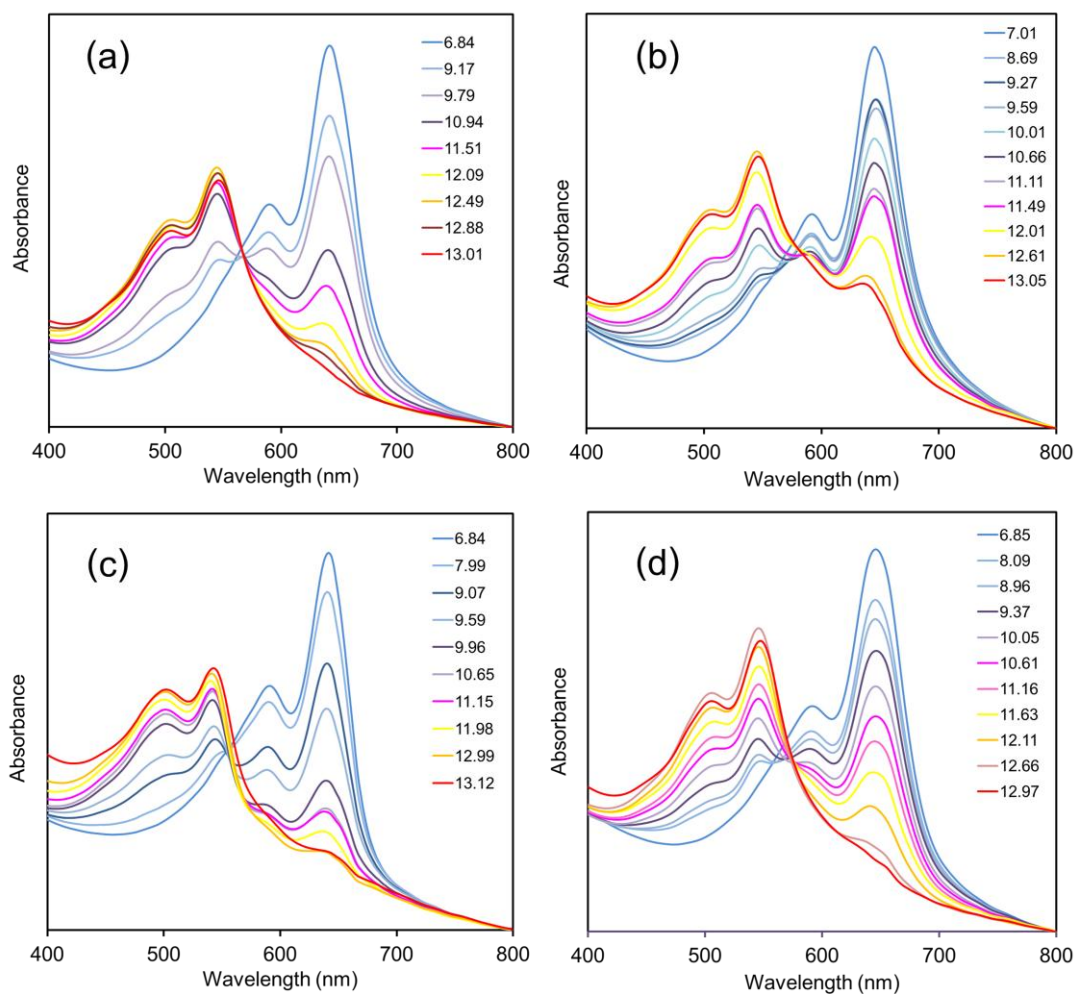 (a)
6.84
9.17
9.79
10.94
11.51
12.09
12.49
12.88
13.01
Absorbance
400 500 600 700 800
Wavelength (nm)
(b)
7.01
8.69
9.27
9.59
10.01
10.66
11.11
11.49
12.01
12.61
13.05
Absorbance
400 500 600 700 800
Wavelength (nm)
(c)
6.84
7.99
9.07
9.59
9.96
10.65
11.15
11.98
12.99
13.12
Absorbance
400 500 600 700 800
Wavelength (nm)
(d)
6.85
8.09
8.96
9.37
10.05
10.61
11.16
11.63
12.11
12.66
12.97
Absorbance
400 500 600 700 800
Wavelength (nm)